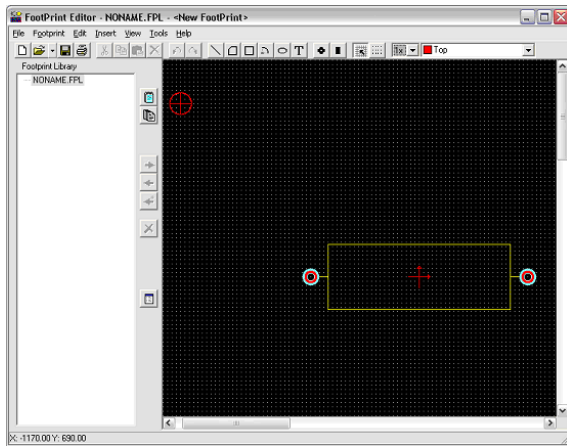 FootPrint Editor - NONAME.FPL - <New FootPrint>
File Footprint Edit Insert View Tools Help
T 1x Top
Footprint Library
NONAME.FPL
X: -1170.00 Y: 690.00